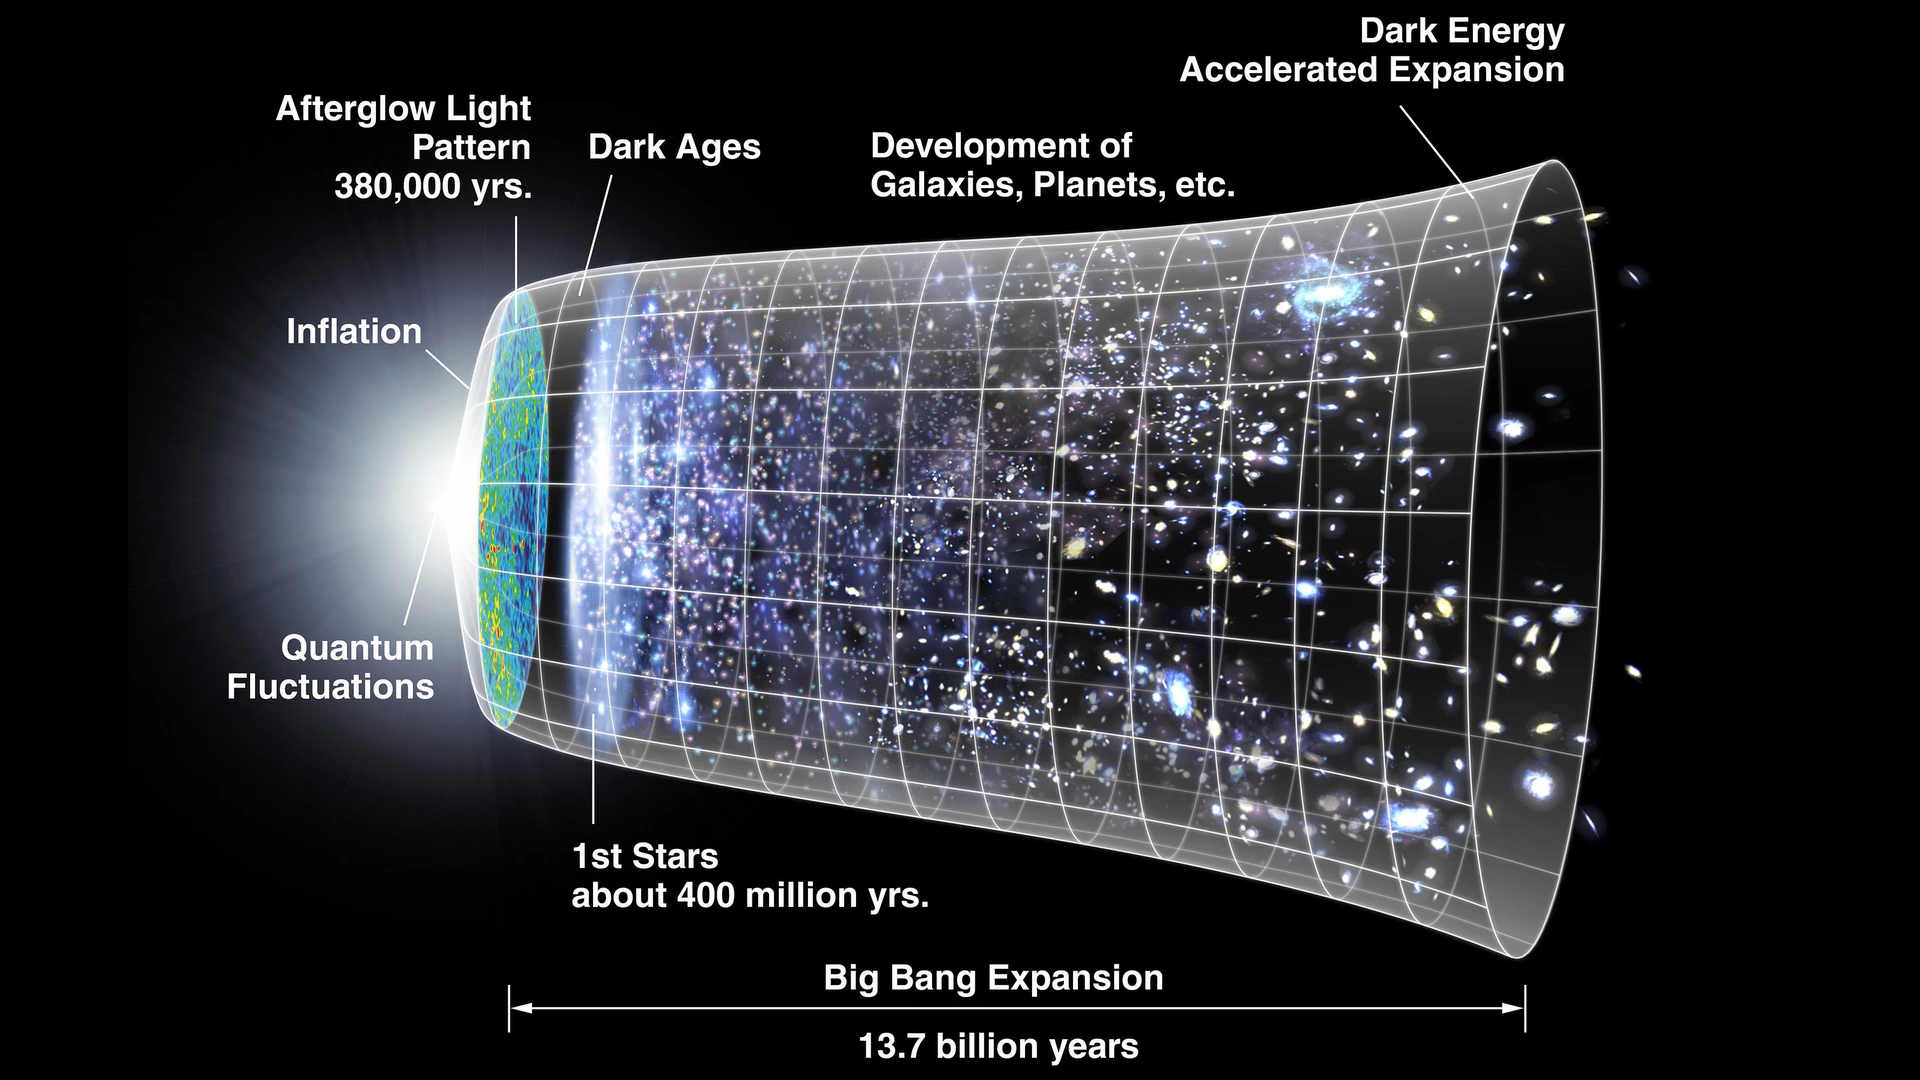 Dark Energy
Accelerated Expansion
Afterglow Light
Pattern
380,000 yrs.
Dark Ages
Development of
Galaxies, Planets, etc.
Inflation
Quantum
Fluctuations
1st Stars
about 400 million yrs.
Big Bang Expansion
13.7 billion years